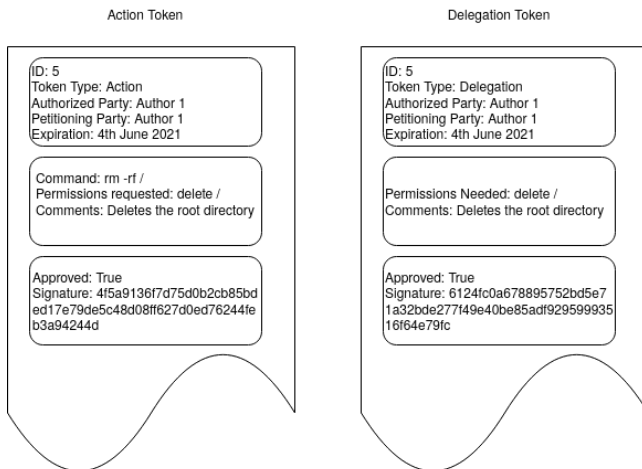 Action Token
ID: 5
Token Type: Action
Authorized Party: Author 1
Petitioning Party: Author 1
Expiration: 4th June 2021
Command: rm -rf /
Permissions requested: delete /
Comments: Deletes the root directory
Approved: True
Signature: 4f5a9136f7d75d0b2cb85bd
ed17e79de5c48d08ff627d0ed76244fe
b3a94244d
Delegation Token
ID: 5
Token Type: Delegation
Authorized Party: Author 1
Petitioning Party: Author 1
Expiration: 4th June 2021
Permissions Needed: delete /
Comments: Deletes the root directory
Approved: True
Signature: 6124fc0a678895752bd5e7
1a32bde277f49e40be85adf929599935
16f64e79fc